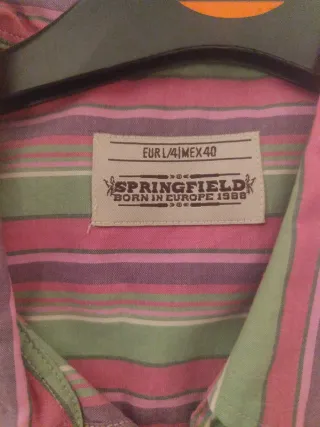 EUR L/4|MEX 40
SPRINGFIELD
BORN IN EUROPE 1988